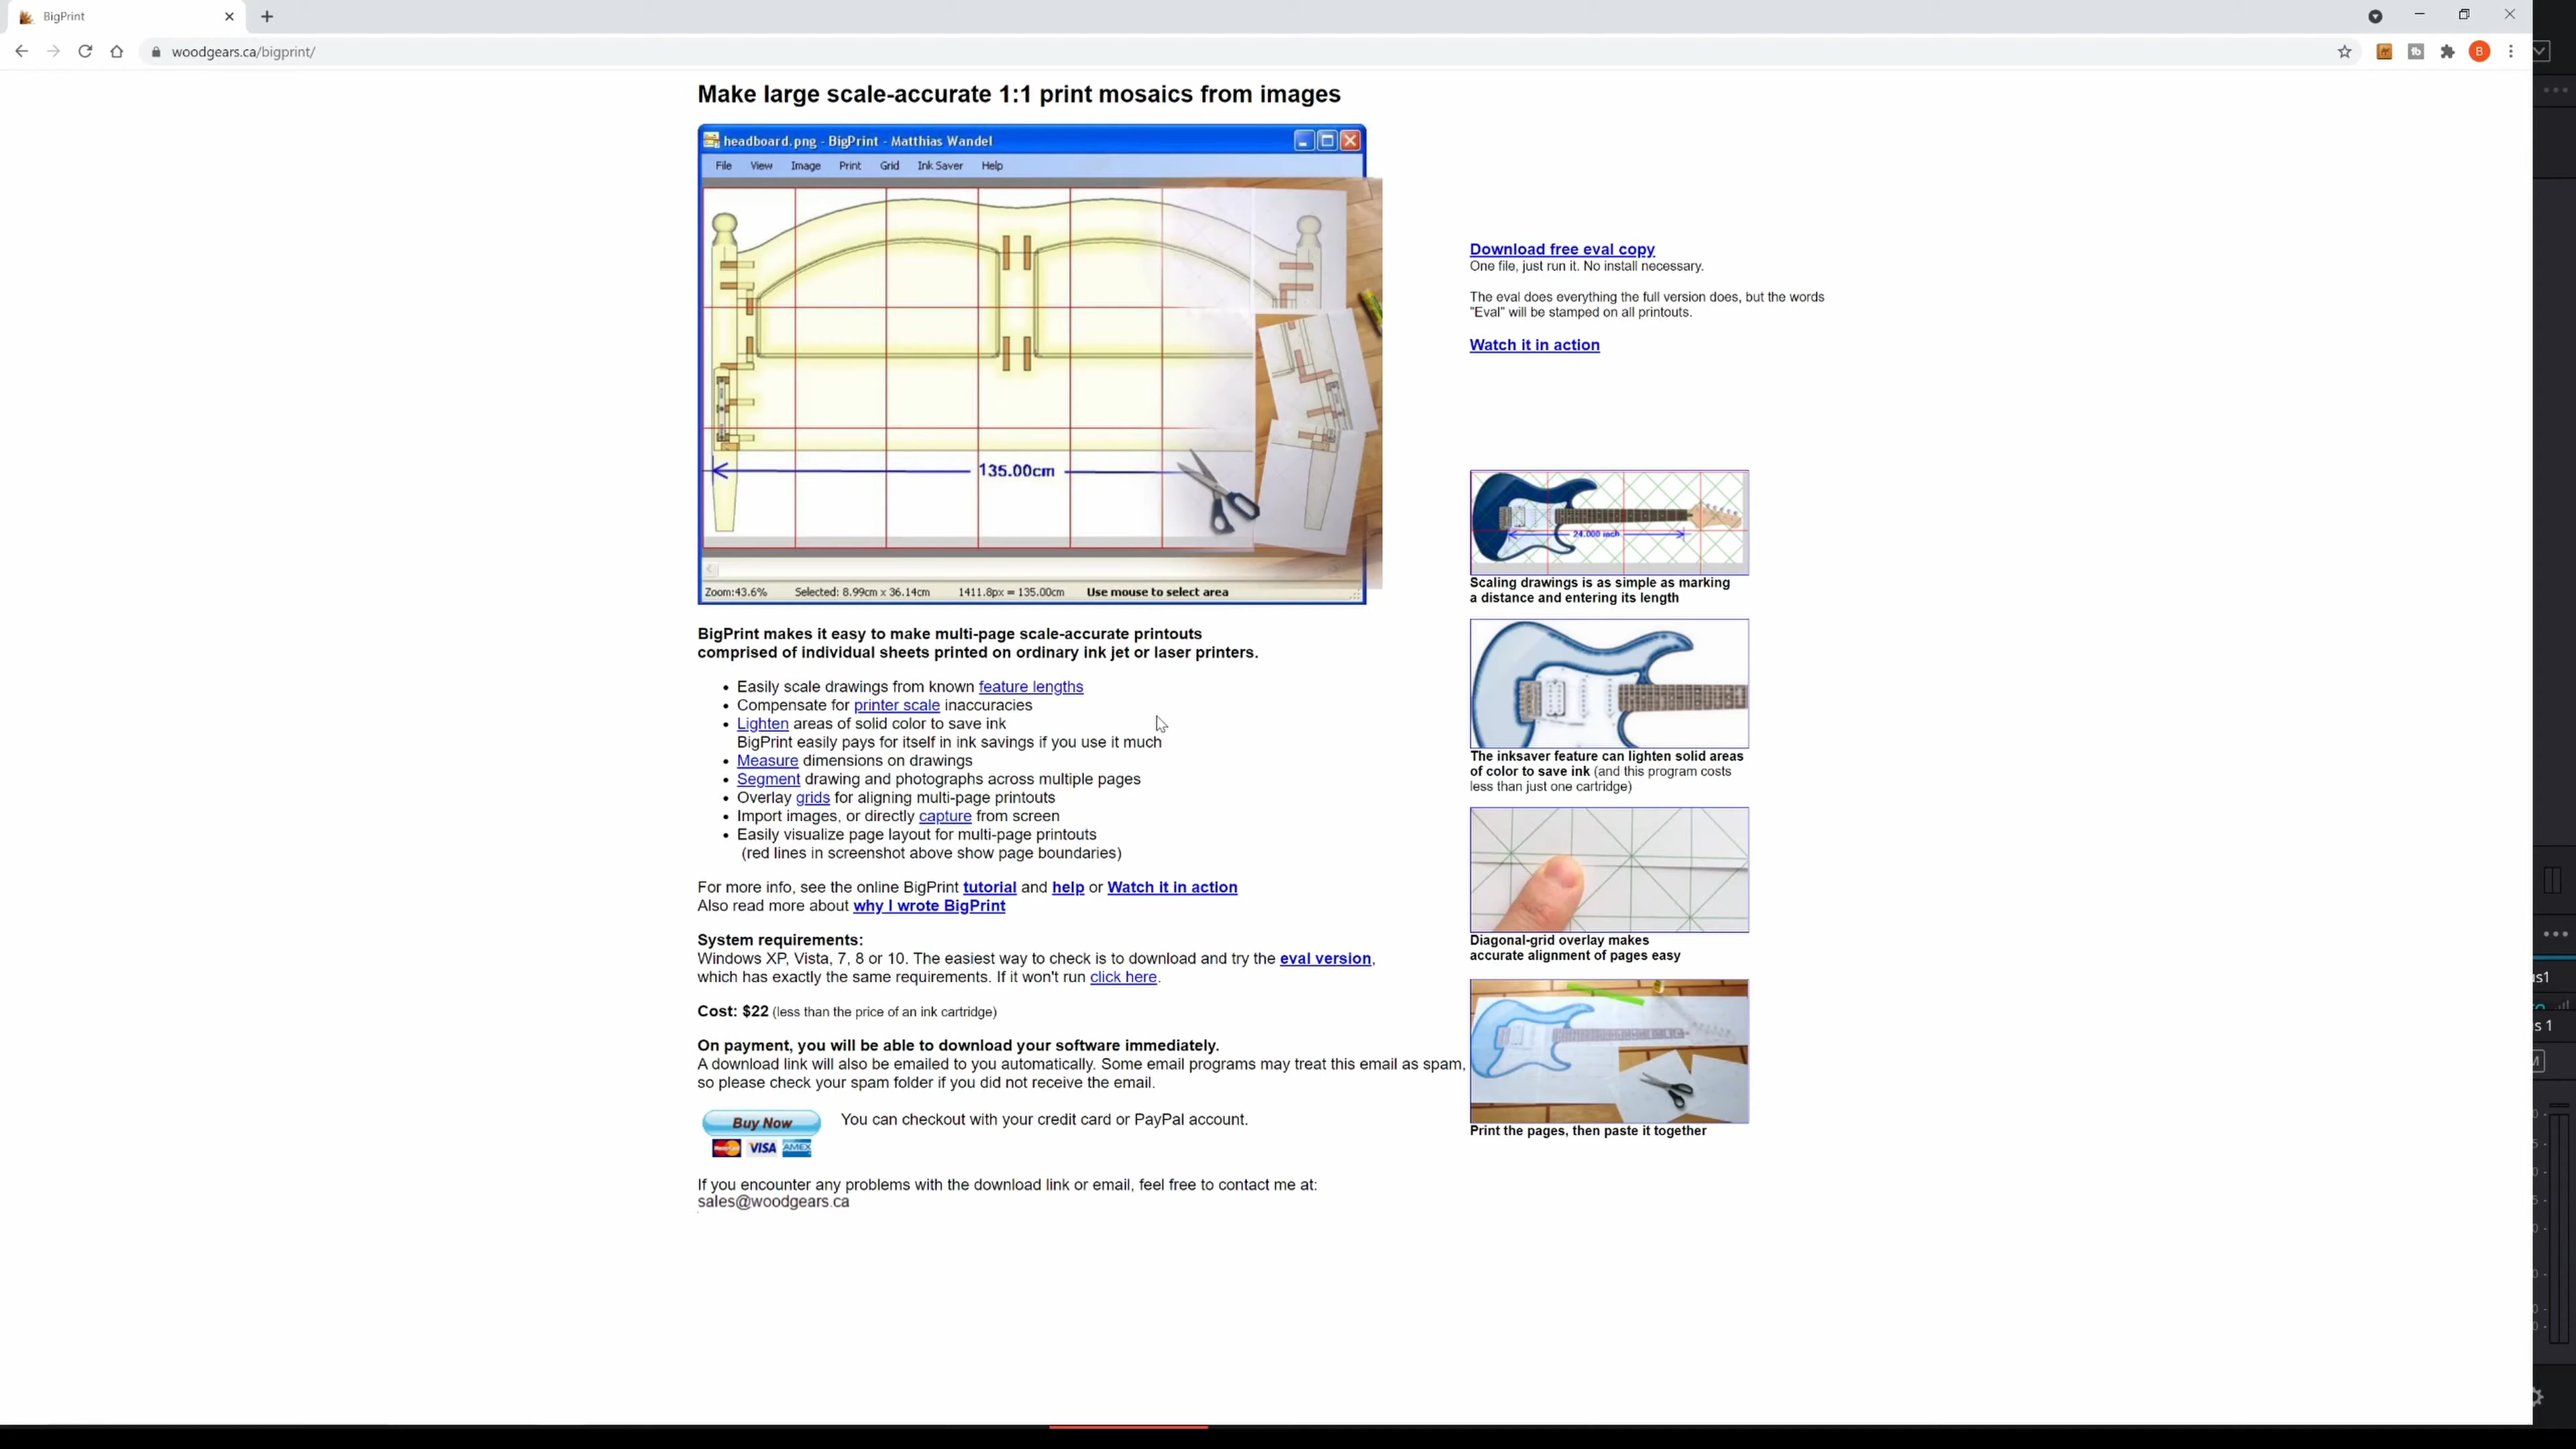 BigPrint
woodgears.ca/bigprint/
B
Make large scale-accurate 1:1 print mosaics from images
headboard.png - BigPrint - Matthias Wandel
File View Image Print Grid Ink Saver Help
135.00cm
Zoom:43.6% Selected: 8.99cm x 36.14cm 1411.8px = 135.00cm Use mouse to select area
BigPrint makes it easy to make multi-page scale-accurate printouts
comprised of individual sheets printed on ordinary ink jet or laser printers.
• Easily scale drawings from known feature lengths
• Compensate for printer scale inaccuracies
• Lighten areas of solid color to save ink
BigPrint easily pays for itself in ink savings if you use it much
• Measure dimensions on drawings
• Segment drawing and photographs across multiple pages
• Overlay grids for aligning multi-page printouts
• Import images, or directly capture from screen
• Easily visualize page layout for multi-page printouts
(red lines in screenshot above show page boundaries)
For more info, see the online BigPrint tutorial and help or Watch it in action
Also read more about why I wrote BigPrint
System requirements:
Windows XP, Vista, 7, 8 or 10. The easiest way to check is to download and try the eval version,
which has exactly the same requirements. If it won't run click here.
Cost: $22 (less than the price of an ink cartridge)
On payment, you will be able to download your software immediately.
A download link will also be emailed to you automatically. Some email programs may treat this email as spam,
so please check your spam folder if you did not receive the email.
Buy Now
You can checkout with your credit card or PayPal account.
VISA AMEX
If you encounter any problems with the download link or email, feel free to contact me at:
sales@woodgears.ca
Download free eval copy
One file, just run it. No install necessary.
The eval does everything the full version does, but the words
"Eval" will be stamped on all printouts.
Watch it in action
24.000 inch
Scaling drawings is as simple as marking
a distance and entering its length
The inksaver feature can lighten solid areas
of color to save ink (and this program costs
less than just one cartridge)
Diagonal-grid overlay makes
accurate alignment of pages easy
Print the pages, then paste it together